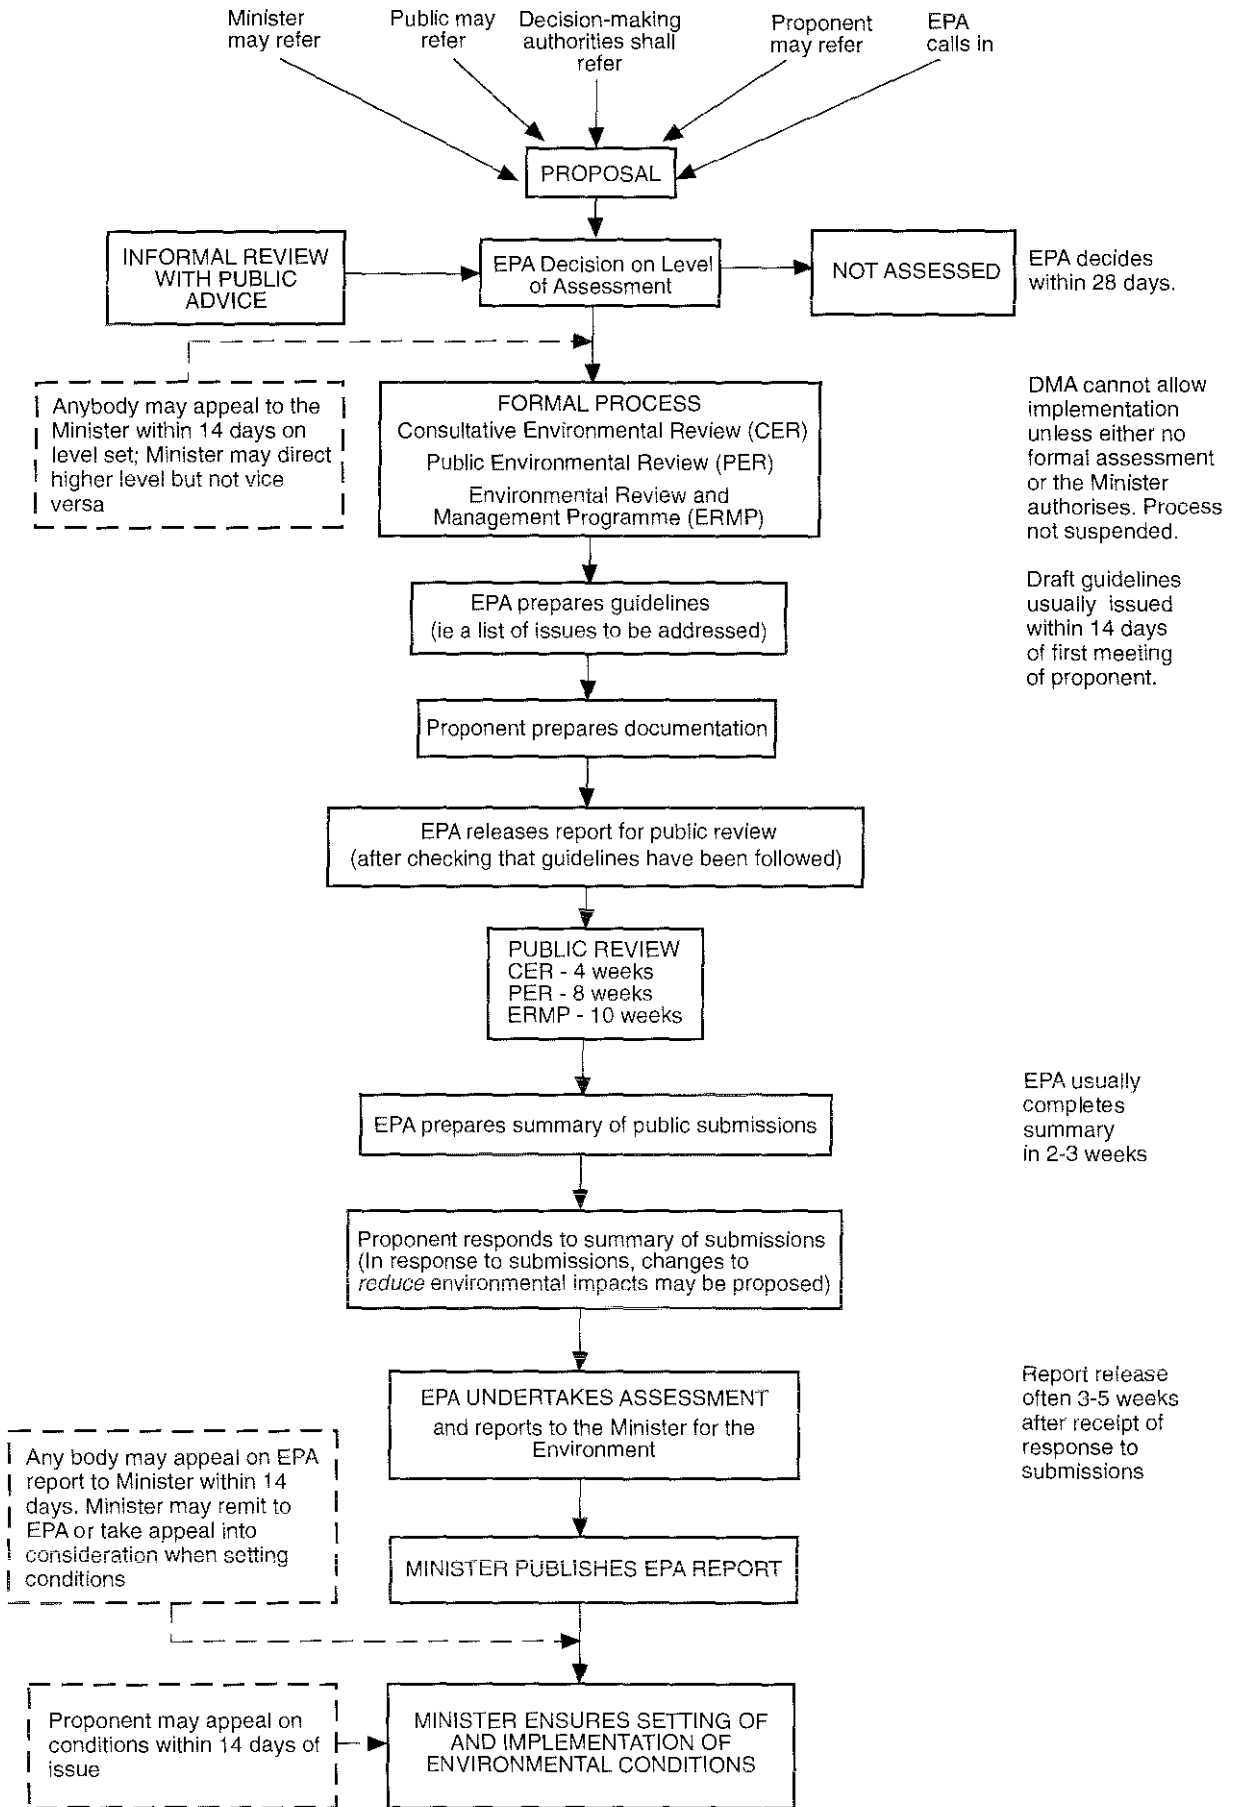 Minister
may refer
Public may
refer
Decision-making
authorities shall
refer
Proponent
may refer
EPA
calls in
PROPOSAL
INFORMAL REVIEW
WITH PUBLIC
ADVICE
EPA Decision on Level
of Assessment
NOT ASSESSED
EPA decides
within 28 days.
Anybody may appeal to the
Minister within 14 days on
level set; Minister may direct
higher level but not vice
versa
FORMAL PROCESS
Consultative Environmental Review (CER)
Public Environmental Review (PER)
Environmental Review and
Management Programme (ERMP)
DMA cannot allow
implementation
unless either no
formal assessment
or the Minister
authorises. Process
not suspended.
EPA prepares guidelines
(ie a list of issues to be addressed)
Draft guidelines
usually issued
within 14 days
of first meeting
of proponent.
Proponent prepares documentation
EPA releases report for public review
(after checking that guidelines have been followed)
PUBLIC REVIEW
CER - 4 weeks
PER - 8 weeks
ERMP - 10 weeks
EPA prepares summary of public submissions
EPA usually
completes
summary
in 2-3 weeks
Proponent responds to summary of submissions
(In response to submissions, changes to
reduce environmental impacts may be proposed)
EPA UNDERTAKES ASSESSMENT
and reports to the Minister for the
Environment
Report release
often 3-5 weeks
after receipt of
response to
submissions
Any body may appeal on EPA
report to Minister within 14
days. Minister may remit to
EPA or take appeal into
consideration when setting
conditions
MINISTER PUBLISHES EPA REPORT
Proponent may appeal on
conditions within 14 days of
issue
MINISTER ENSURES SETTING OF
AND IMPLEMENTATION OF
ENVIRONMENTAL CONDITIONS